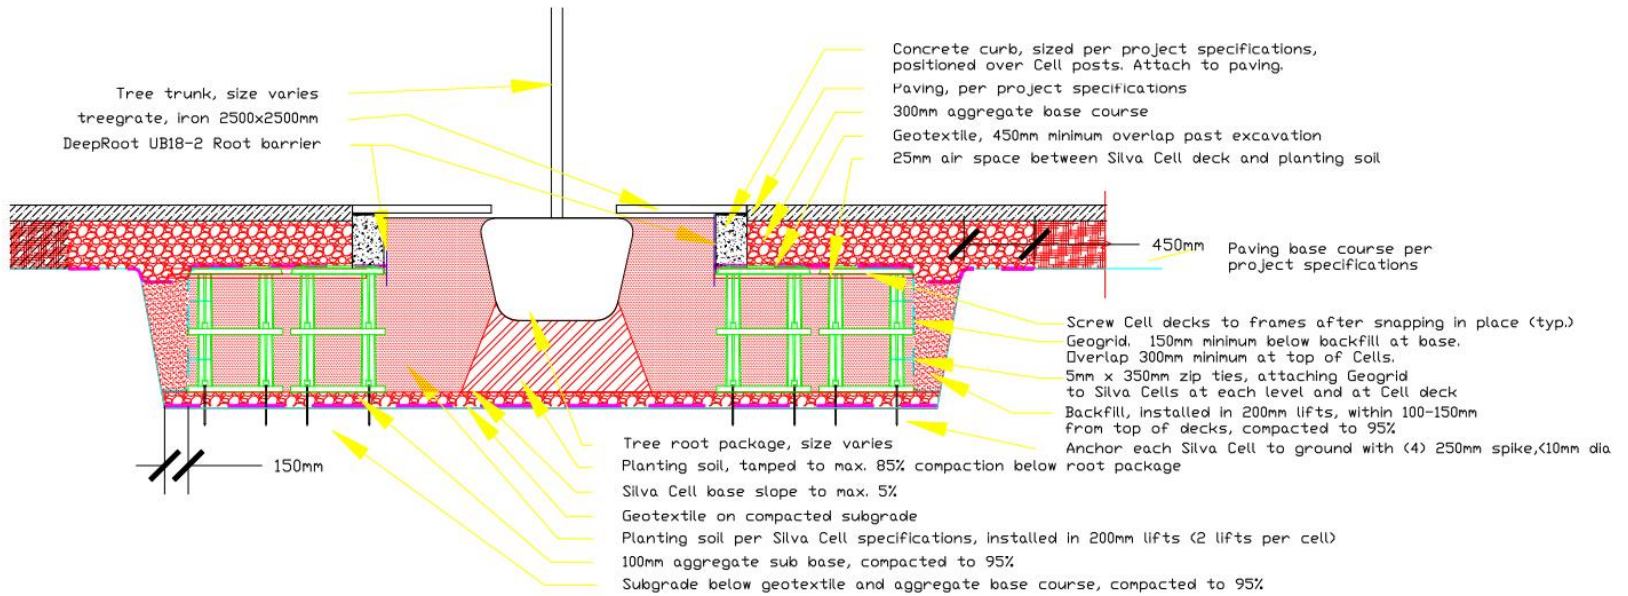 Tree trunk, size varies
treegrate, iron 2500x2500mm
DeepRoot UB18-2 Root barrier
Concrete curb, sized per project specifications,
positioned over Cell posts. Attach to paving.
Paving, per project specifications
300mm aggregate base course
Geotextile, 450mm minimum overlap past excavation
25mm air space between Silva Cell deck and planting soil
450mm
Paving base course per
project specifications
Screw Cell decks to frames after snapping in place (typ.)
Geogrid. 150mm minimum below backfill at base.
Overlap 300mm minimum at top of Cells.
5mm x 350mm zip ties, attaching Geogrid
to Silva Cells at each level and at Cell deck
Backfill, installed in 200mm lifts, within 100-150mm
from top of decks, compacted to 95%
Anchor each Silva Cell to ground with (4) 250mm spike,<10mm dia
150mm
Tree root package, size varies
Planting soil, tamped to max. 85% compaction below root package
Silva Cell base slope to max. 5%
Geotextile on compacted subgrade
Planting soil per Silva Cell specifications, installed in 200mm lifts (2 lifts per cell)
100mm aggregate sub base, compacted to 95%
Subgrade below geotextile and aggregate base course, compacted to 95%